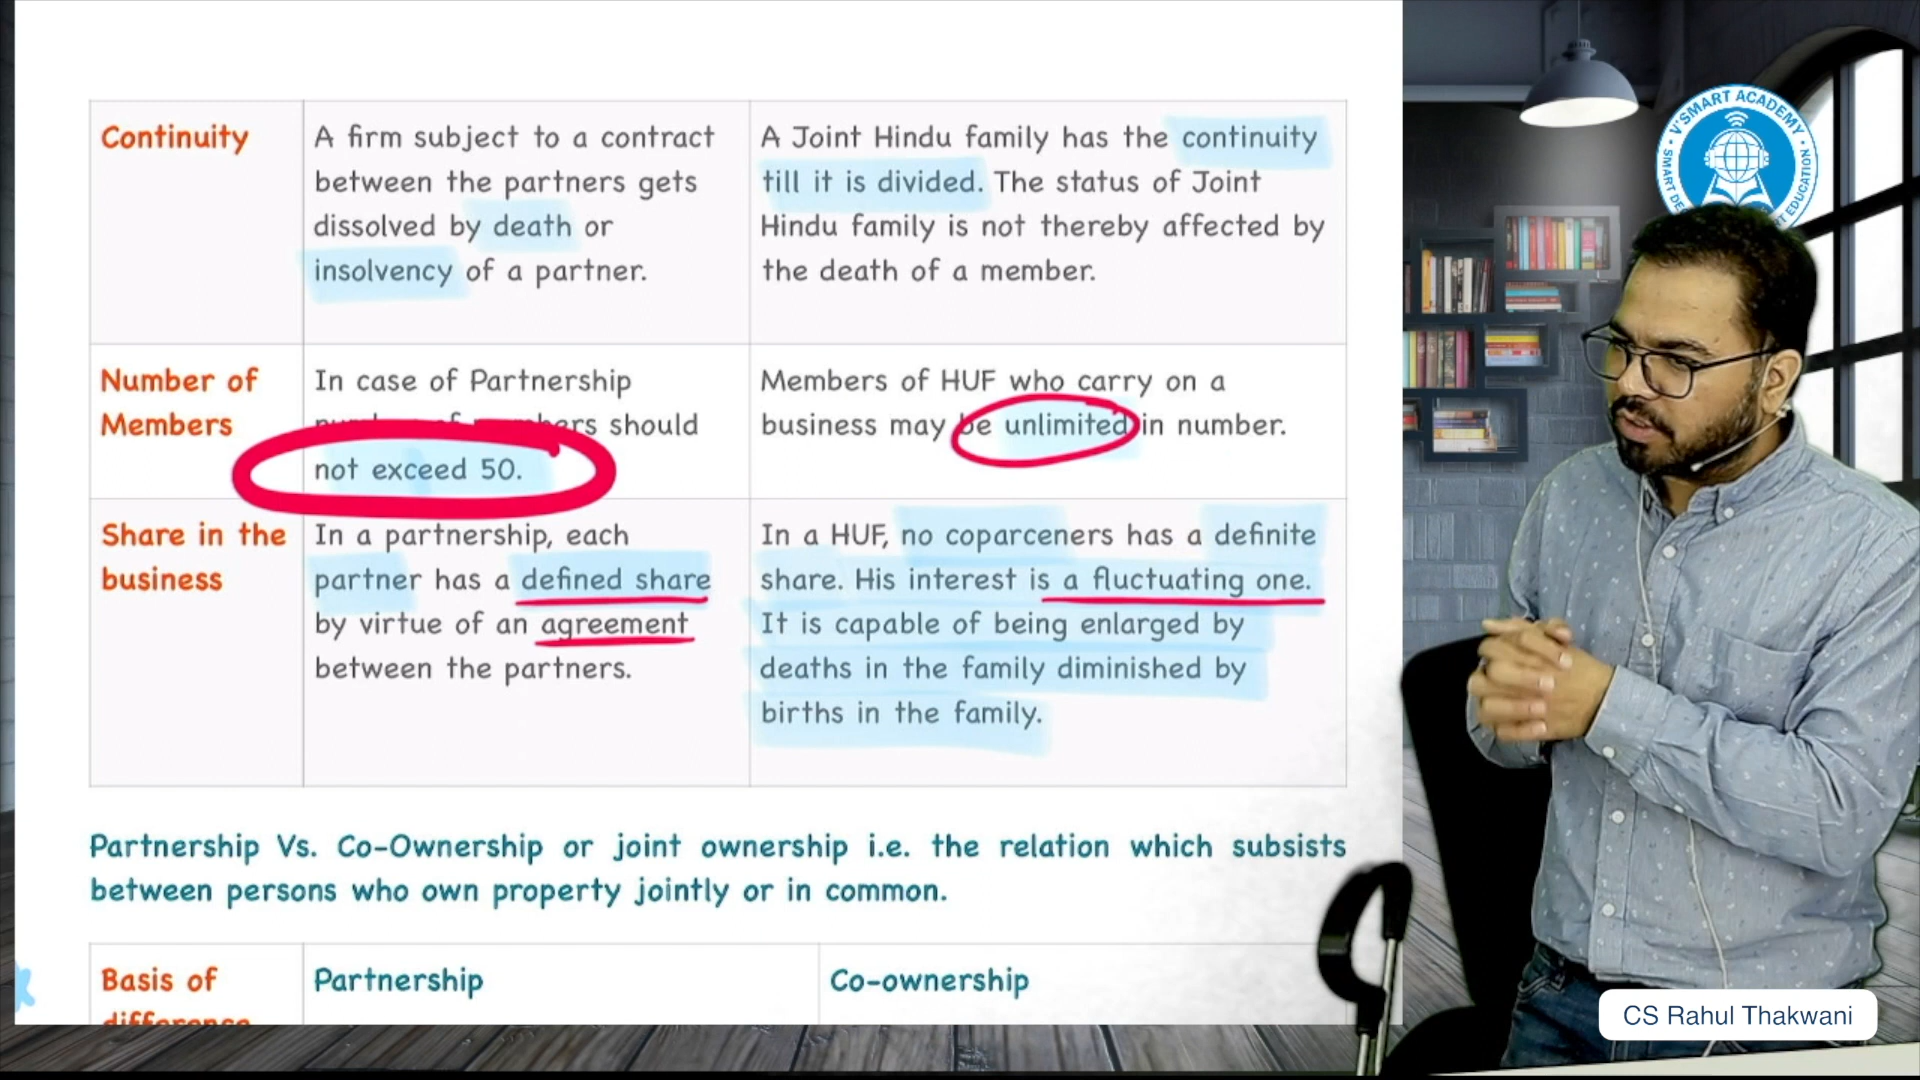 Continuity
A firm subject to a contract
between the partners gets
dissolved by death or
insolvency of a partner.
A Joint Hindu family has the continuity
till it is divided. The status of Joint
Hindu family is not thereby affected by
the death of a member.
Number of
Members
In case of Partnership
number of members should
not exceed 50.
Members of HUF who carry on a
business may be unlimited in number.
Share in the
business
In a partnership, each
partner has a defined share
by virtue of an agreement
between the partners.
In a HUF, no coparceners has a definite
share. His interest is a fluctuating one.
It is capable of being enlarged by
deaths in the family diminished by
births in the family.
Partnership Vs. Co-Ownership or joint ownership i.e. the relation which subsists
between persons who own property jointly or in common.
Basis of
difference
Partnership
Co-ownership
V'SMART ACADEMY
EDUCATION
CS Rahul Thakwani